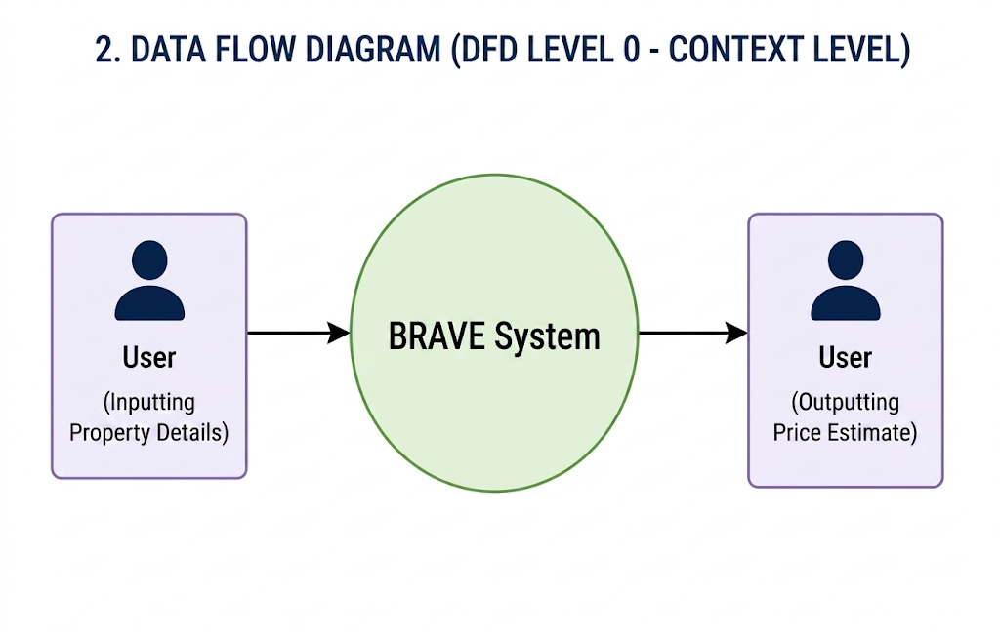 2. DATA FLOW DIAGRAM (DFD LEVEL 0 - CONTEXT LEVEL)
User
(Inputting
Property Details)
BRAVE System
User
(Outputting
Price Estimate)